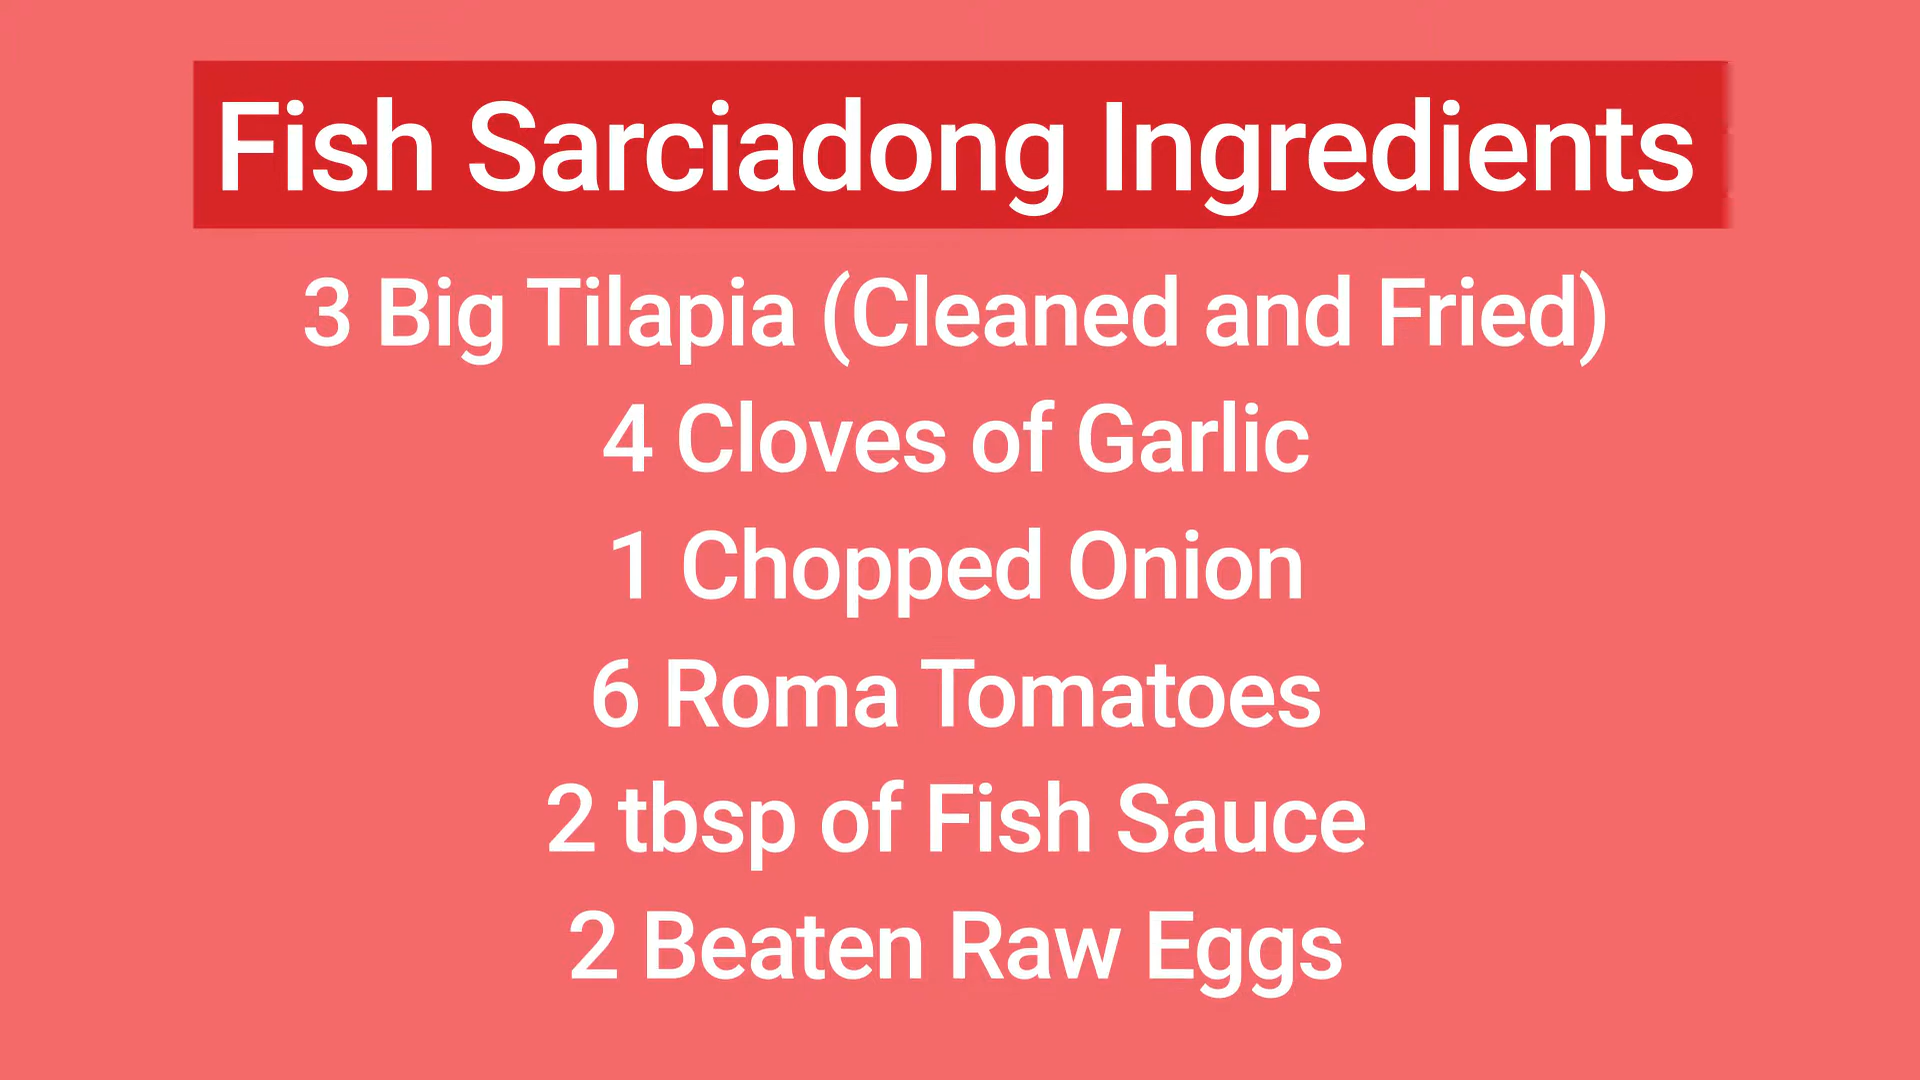 Fish Sarciadong Ingredients
3 Big Tilapia (Cleaned and Fried)
4 Cloves of Garlic
1 Chopped Onion
6 Roma Tomatoes
2 tbsp of Fish Sauce
2 Beaten Raw Eggs